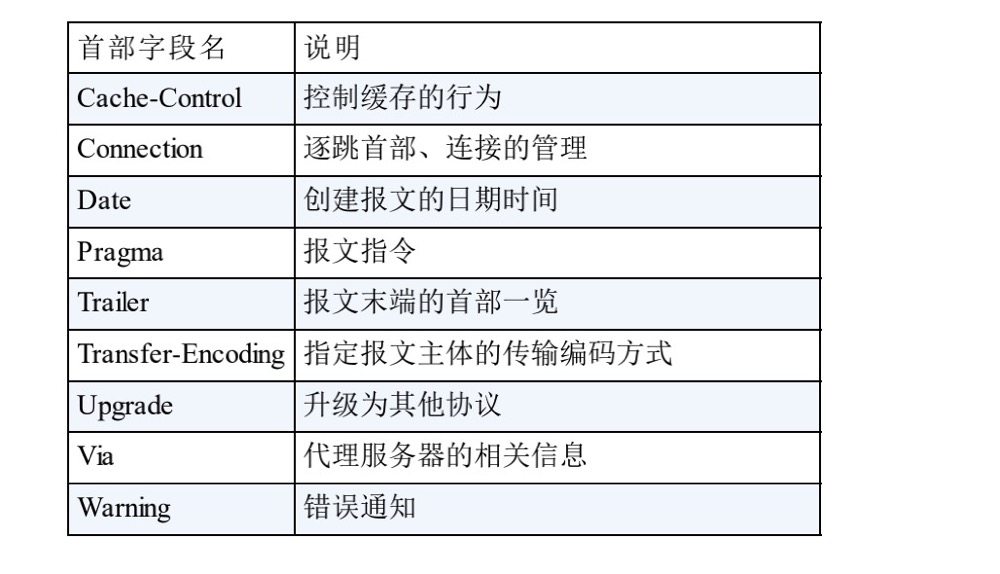 首部字段名 说明
Cache-Control 控制缓存的行为
Connection 逐跳首部、连接的管理
Date 创建报文的日期时间
Pragma 报文指令
Trailer 报文末端的首部一览
Transfer-Encoding 指定报文主体的传输编码方式
Upgrade 升级为其他协议
Via 代理服务器的相关信息
Warning 错误通知